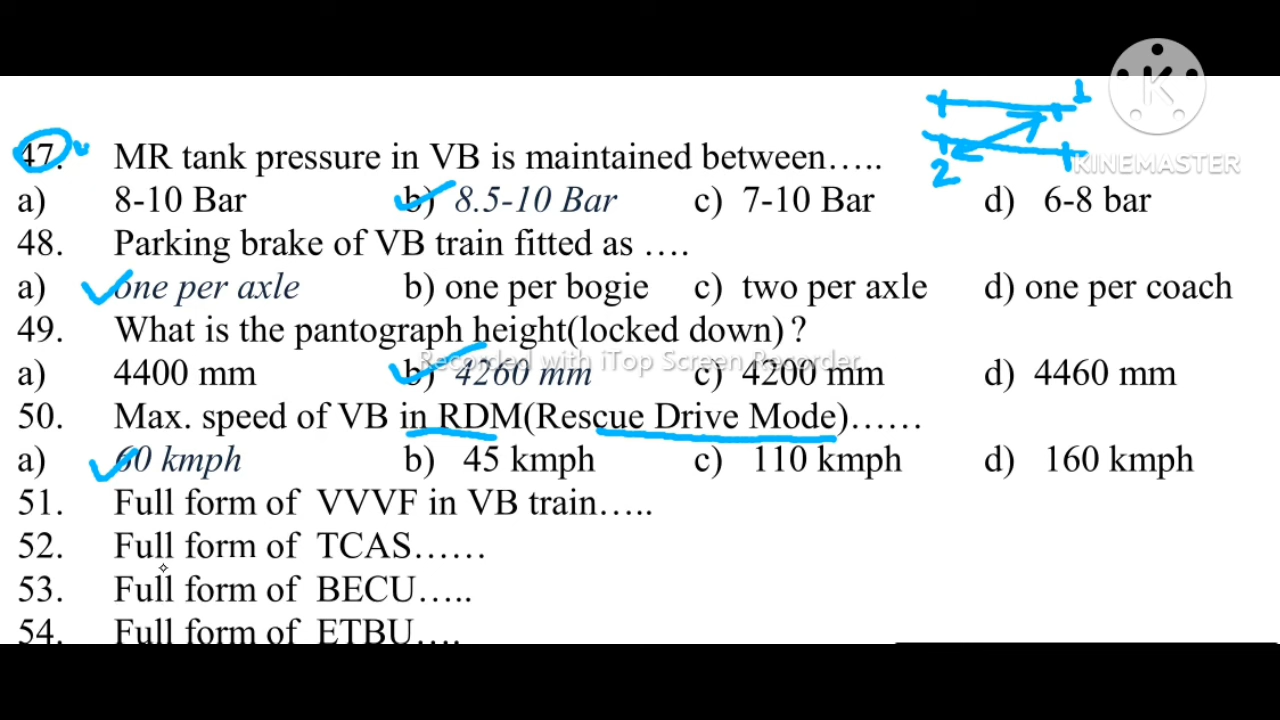 1
K
KINEMASTER
2
47. MR tank pressure in VB is maintained between…..
a) 8-10 Bar b) 8.5-10 Bar c) 7-10 Bar d) 6-8 bar
48. Parking brake of VB train fitted as ….
a) one per axle b) one per bogie c) two per axle d) one per coach
49. What is the pantograph height(locked down) ?
Recorded with iTop Screen Recorder
a) 4400 mm b) 4260 mm c) 4200 mm d) 4460 mm
50. Max. speed of VB in RDM(Rescue Drive Mode)……
a) 60 kmph b) 45 kmph c) 110 kmph d) 160 kmph
51. Full form of VVVF in VB train…..
52. Full form of TCAS……
53. Full form of BECU…..
54. Full form of ETBU….